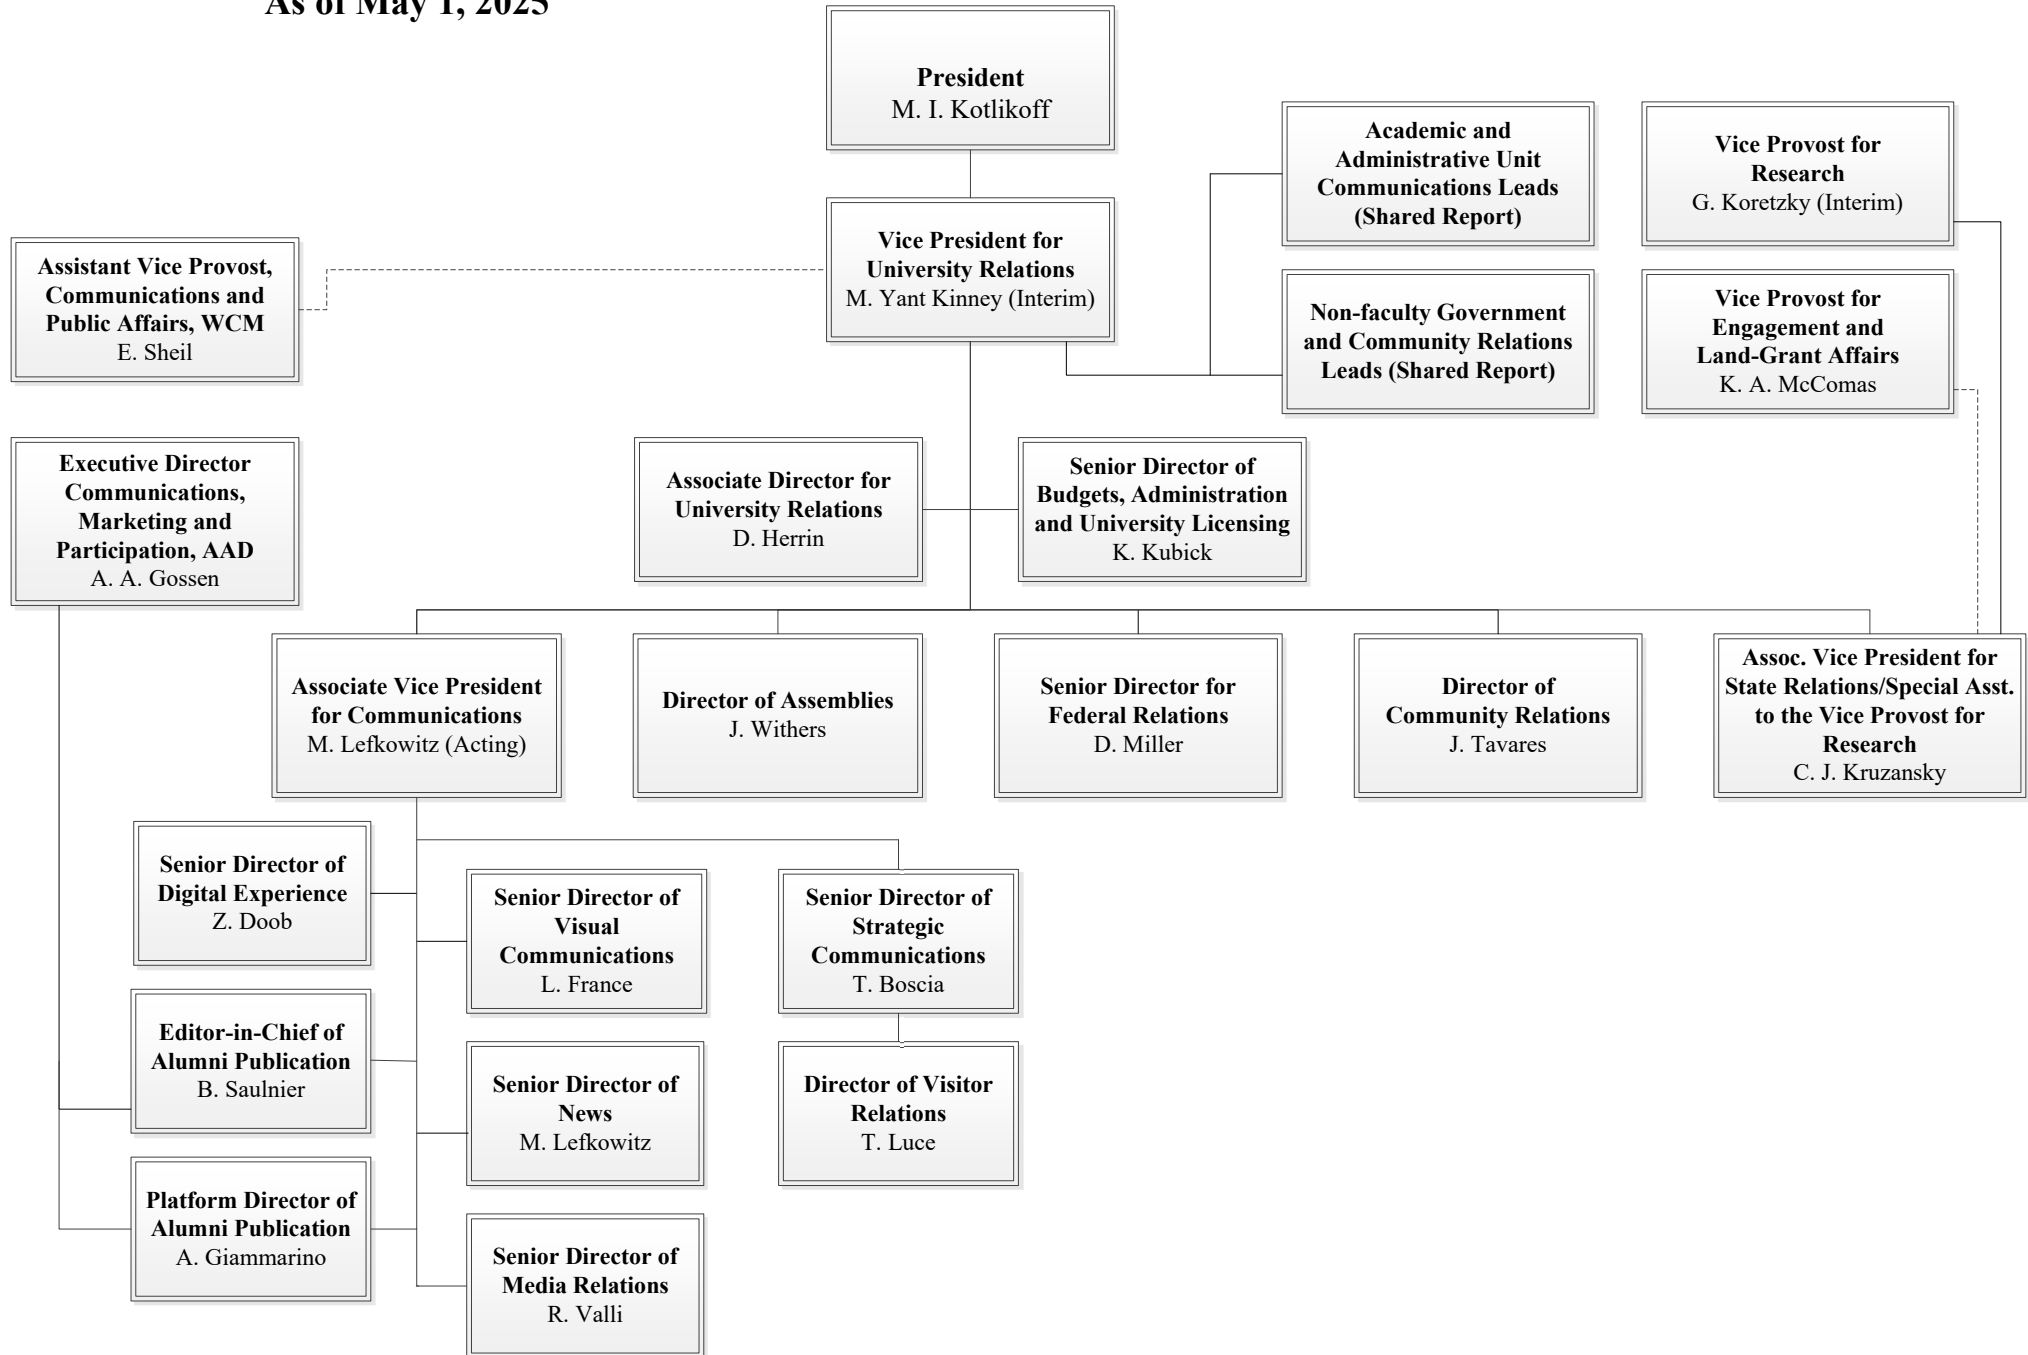 As of May 1, 2025
President
M. I. Kotlikoff
Academic and
Administrative Unit
Communications Leads
(Shared Report)
Vice Provost for
Research
G. Koretzky (Interim)
Vice President for
University Relations
M. Yant Kinney (Interim)
Assistant Vice Provost,
Communications and
Public Affairs, WCM
E. Sheil
Non-faculty Government
and Community Relations
Leads (Shared Report)
Vice Provost for
Engagement and
Land-Grant Affairs
K. A. McComas
Executive Director
Communications,
Marketing and
Participation, AAD
A. A. Gossen
Associate Director for
University Relations
D. Herrin
Senior Director of
Budgets, Administration
and University Licensing
K. Kubick
Associate Vice President
for Communications
M. Lefkowitz (Acting)
Director of Assemblies
J. Withers
Senior Director for
Federal Relations
D. Miller
Director of
Community Relations
J. Tavares
Assoc. Vice President for
State Relations/Special Asst.
to the Vice Provost for
Research
C. J. Kruzansky
Senior Director of
Digital Experience
Z. Doob
Senior Director of
Visual
Communications
L. France
Senior Director of
Strategic
Communications
T. Boscia
Editor-in-Chief of
Alumni Publication
B. Saulnier
Senior Director of
News
M. Lefkowitz
Director of Visitor
Relations
T. Luce
Platform Director of
Alumni Publication
A. Giammarino
Senior Director of
Media Relations
R. Valli